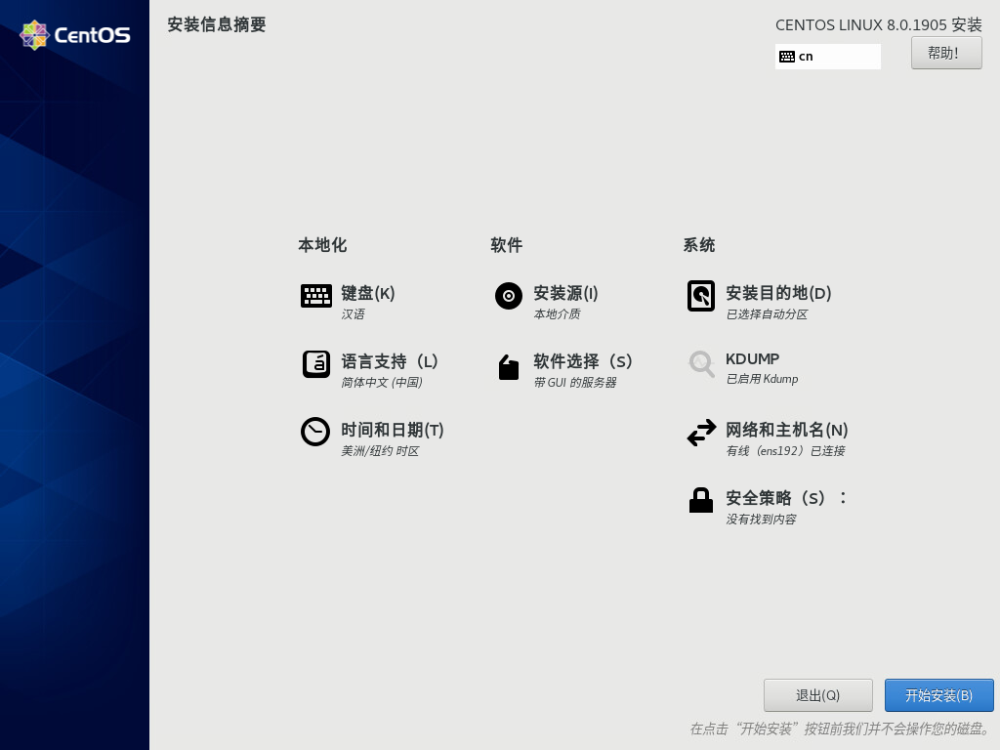 CentOS
安装信息摘要
CENTOS LINUX 8.0.1905 安装
cn
帮助！
本地化
键盘(K)
汉语
语言支持（L）
简体中文 (中国)
时间和日期(T)
美洲/纽约 时区
软件
安装源(I)
本地介质
软件选择（S）
带 GUI 的服务器
系统
安装目的地(D)
已选择自动分区
KDUMP
已启用 Kdump
网络和主机名(N)
有线（ens192）已连接
安全策略（S）：
没有找到内容
退出(Q)
开始安装(B)
在点击“开始安装”按钮前我们并不会操作您的磁盘。